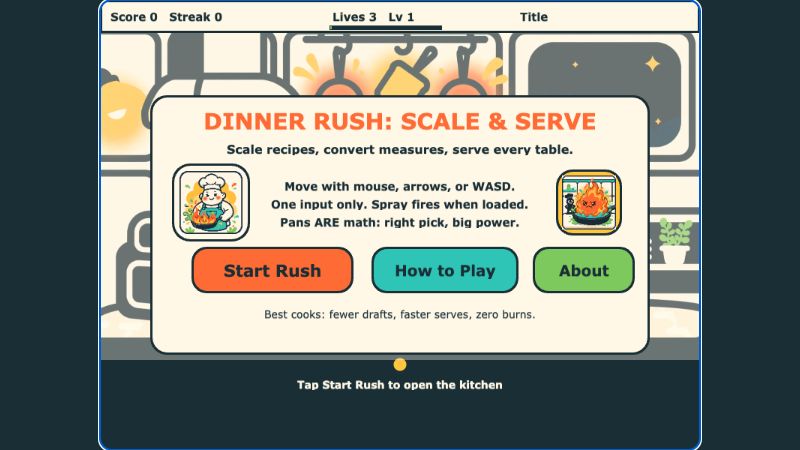 Score 0 Streak 0 Lives 3 Lv 1 Title
DINNER RUSH: SCALE & SERVE
Scale recipes, convert measures, serve every table.
Move with mouse, arrows, or WASD.
One input only. Spray fires when loaded.
Pans ARE math: right pick, big power.
Start Rush How to Play About
Best cooks: fewer drafts, faster serves, zero burns.
Tap Start Rush to open the kitchen